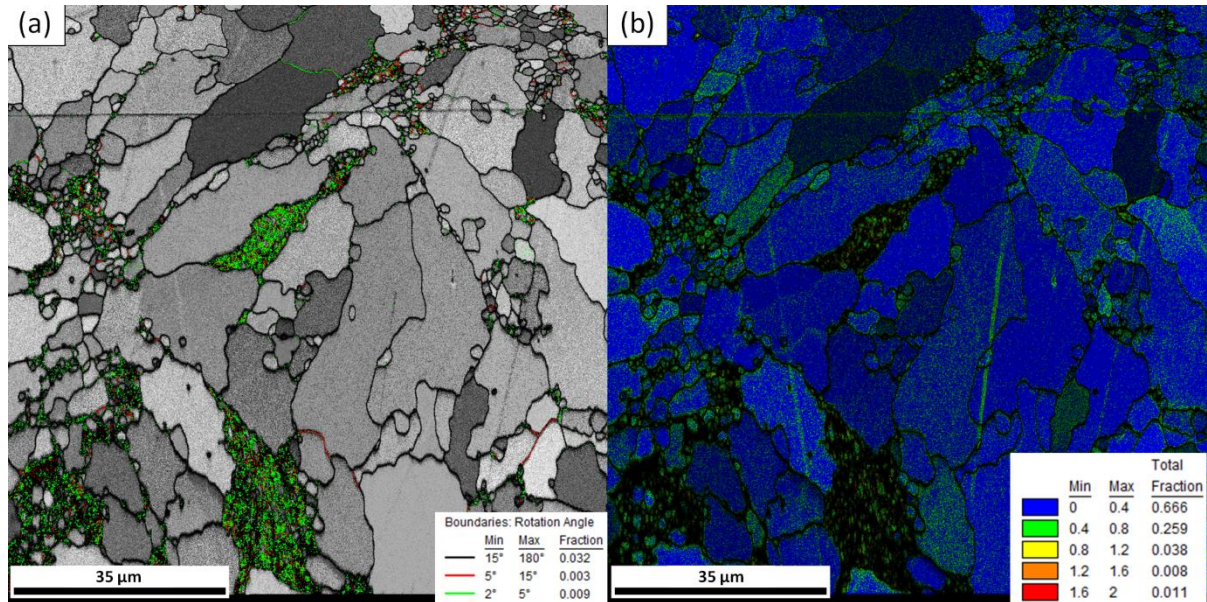 (a)
(b)
Boundaries: Rotation Angle
Min Max Fraction
15° 180° 0.032
5° 15° 0.003
2° 5° 0.009
35 µm
Total
Min Max Fraction
0 0.4 0.666
0.4 0.8 0.259
0.8 1.2 0.038
1.2 1.6 0.008
1.6 2 0.011
35 µm